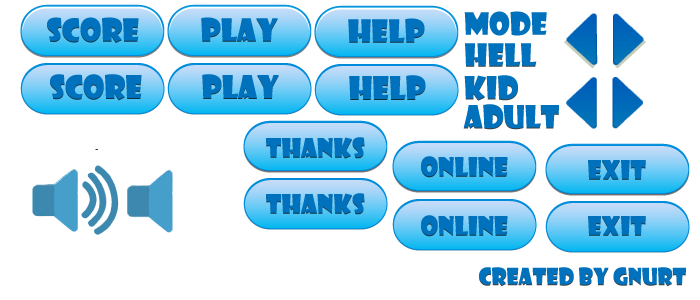 SCORE PLAY HELP MODE
HELL
SCORE PLAY HELP KID
ADULT
THANKS ONLINE EXIT
THANKS ONLINE EXIT
CREATED BY GNURT